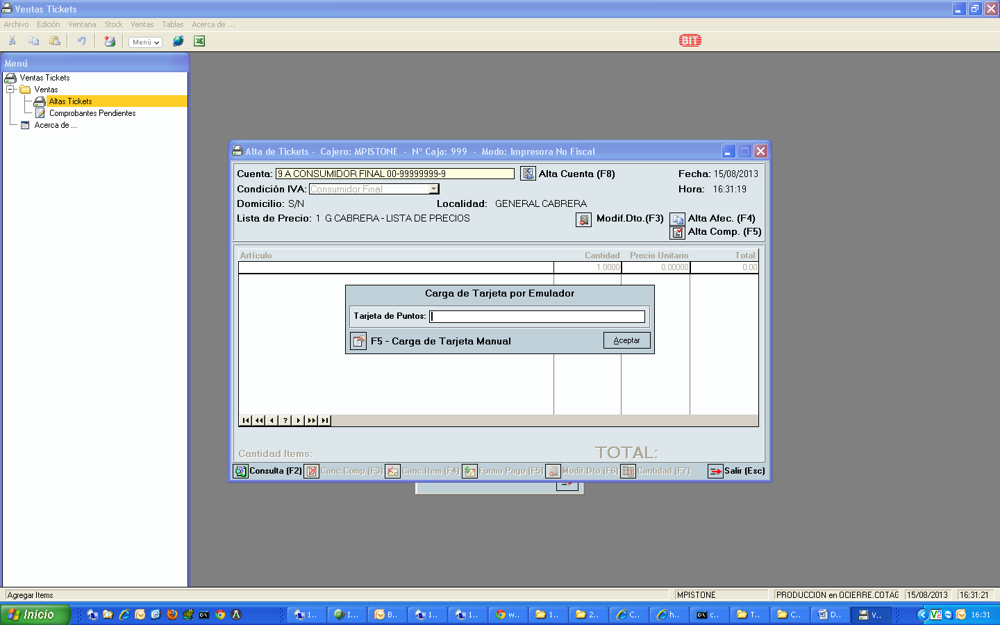 Ventas Tickets
Archivo Edición Ventana Stock Ventas Tablas Acerca de ...
Menú
Menú
Ventas Tickets
Ventas
Altas Tickets
Comprobantes Pendientes
Acerca de ...
Alta de Tickets - Cajero: MPISTONE - Nº Caja: 999 - Modo: Impresora No Fiscal
Cuenta: 9 A CONSUMIDOR FINAL 00-99999999-9 Alta Cuenta (F8) Fecha: 15/08/2013
Condición IVA: Consumidor Final Hora: 16:31:19
Domicilio: S/N Localidad: GENERAL CABRERA
Lista de Precio: 1 G CABRERA - LISTA DE PRECIOS Modif.Dto.(F3) Alta Afec. (F4)
Alta Comp. (F5)
Artículo Cantidad Precio Unitario Total
1.0000 0.00000 0.00
Carga de Tarjeta por Emulador
Tarjeta de Puntos:
F5 - Carga de Tarjeta Manual Aceptar
Cantidad Items: TOTAL:
Consulta (F2) Canc.Comp.(F3) Canc.Item (F4) Forma Pago (F5) Modif.Dto.(F6) Cantidad (F7) Salir (Esc)
Agregar Items MPISTONE PRODUCCION en OCIERRE.COTAG 15/08/2013 16:31:21
Inicio 1... I... B... 1... 1... w... 1... 2... C... h... c... T... C... D... V... 16:31